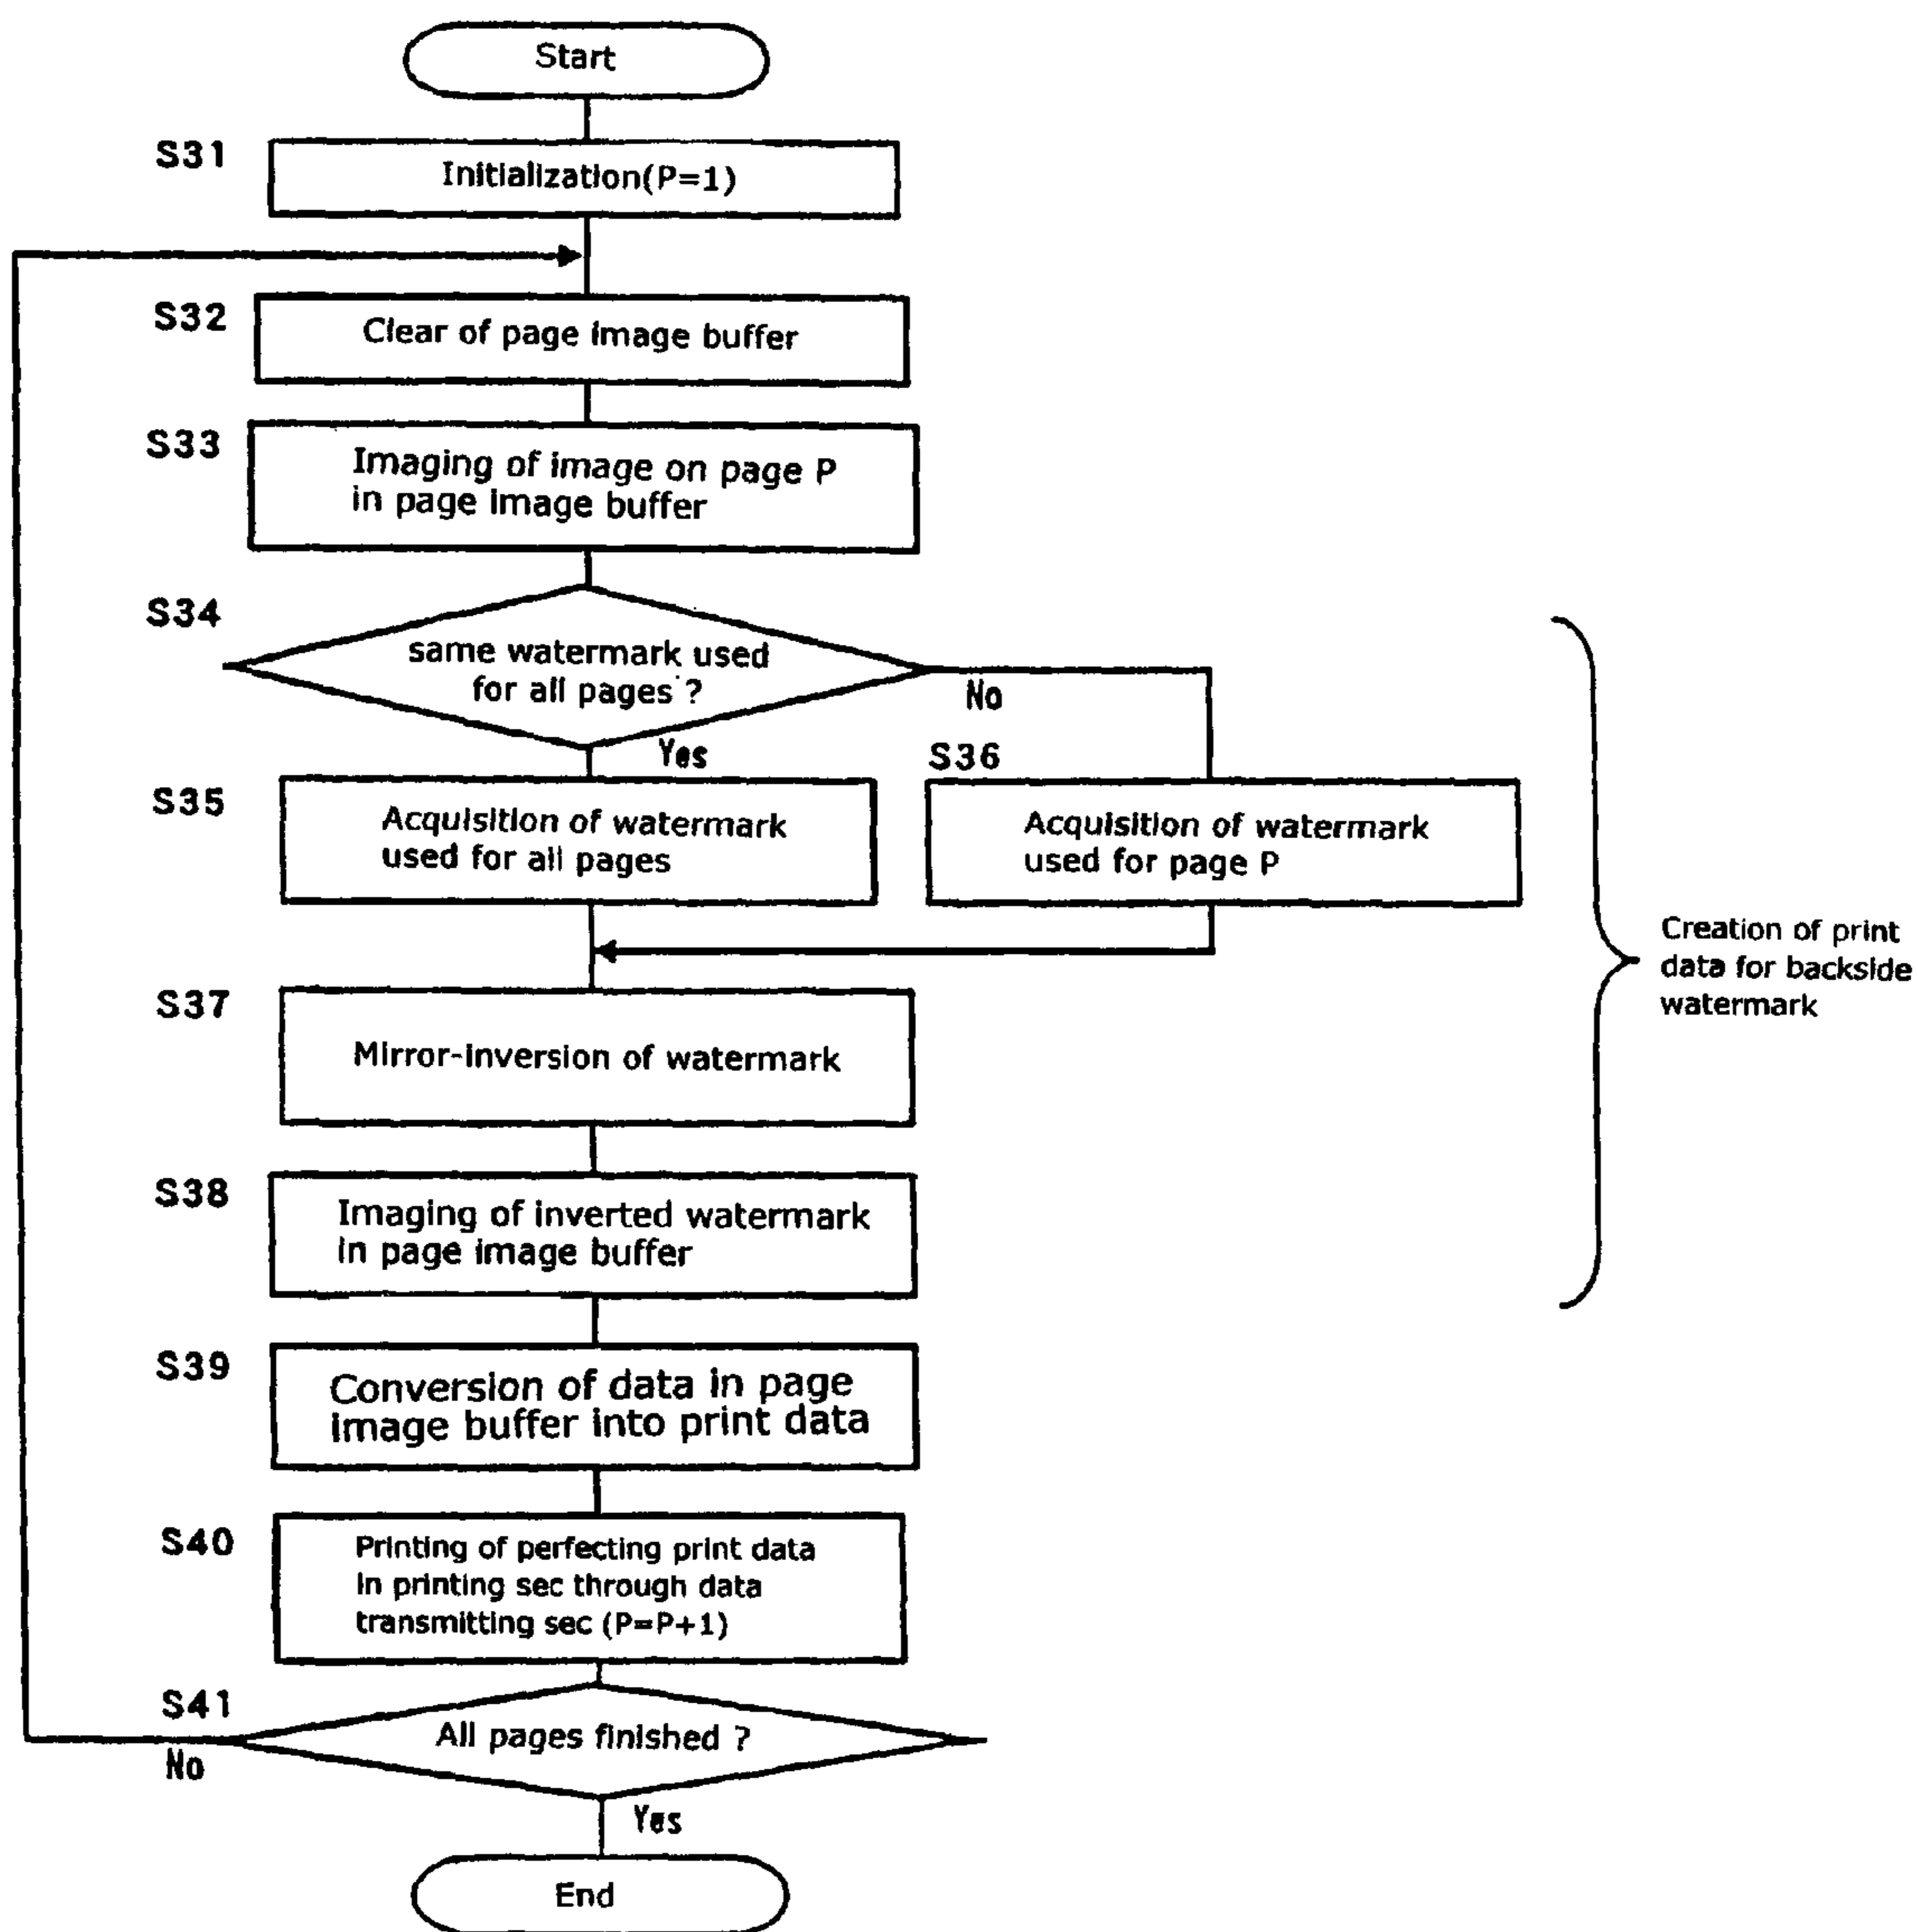 Start
S31
Initialization(P=1)
S32
Clear of page image buffer
S33
Imaging of image on page P
in page image buffer
S34
same watermark used
for all pages ?
No
Yes
S35
Acquisition of watermark
used for all pages
S36
Acquisition of watermark
used for page P
Creation of print
data for backside
watermark
S37
Mirror-inversion of watermark
S38
Imaging of inverted watermark
in page image buffer
S39
Conversion of data in page
image buffer into print data
S40
Printing of perfecting print data
in printing sec through data
transmitting sec (P=P+1)
S41
All pages finished ?
No
Yes
End